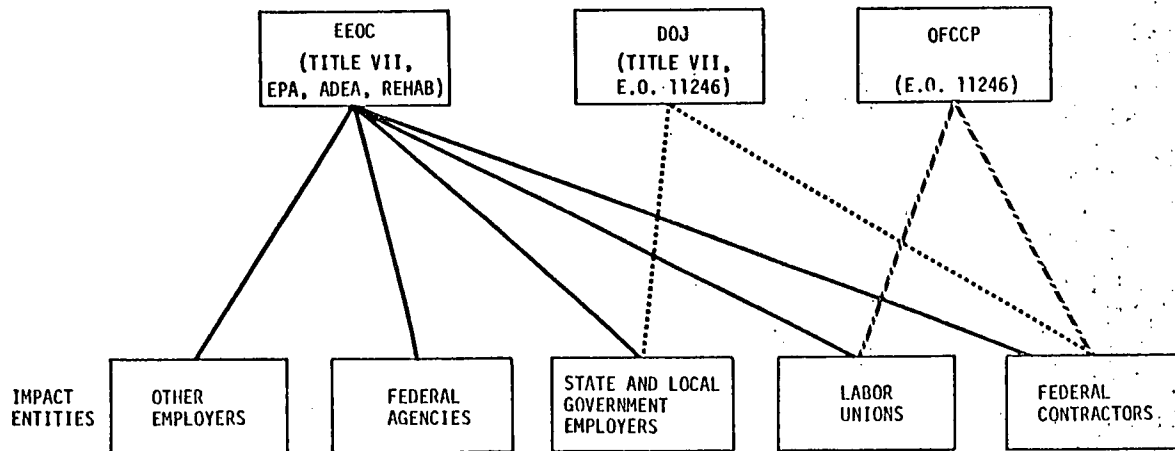 EEOC
(TITLE VII,
EPA, ADEA, REHAB)
DOJ
(TITLE VII,
E.O. 11246)
OFCCP
(E.O. 11246)
IMPACT
ENTITIES
OTHER
EMPLOYERS
FEDERAL
AGENCIES
STATE AND LOCAL
GOVERNMENT
EMPLOYERS
LABOR
UNIONS
FEDERAL
CONTRACTORS